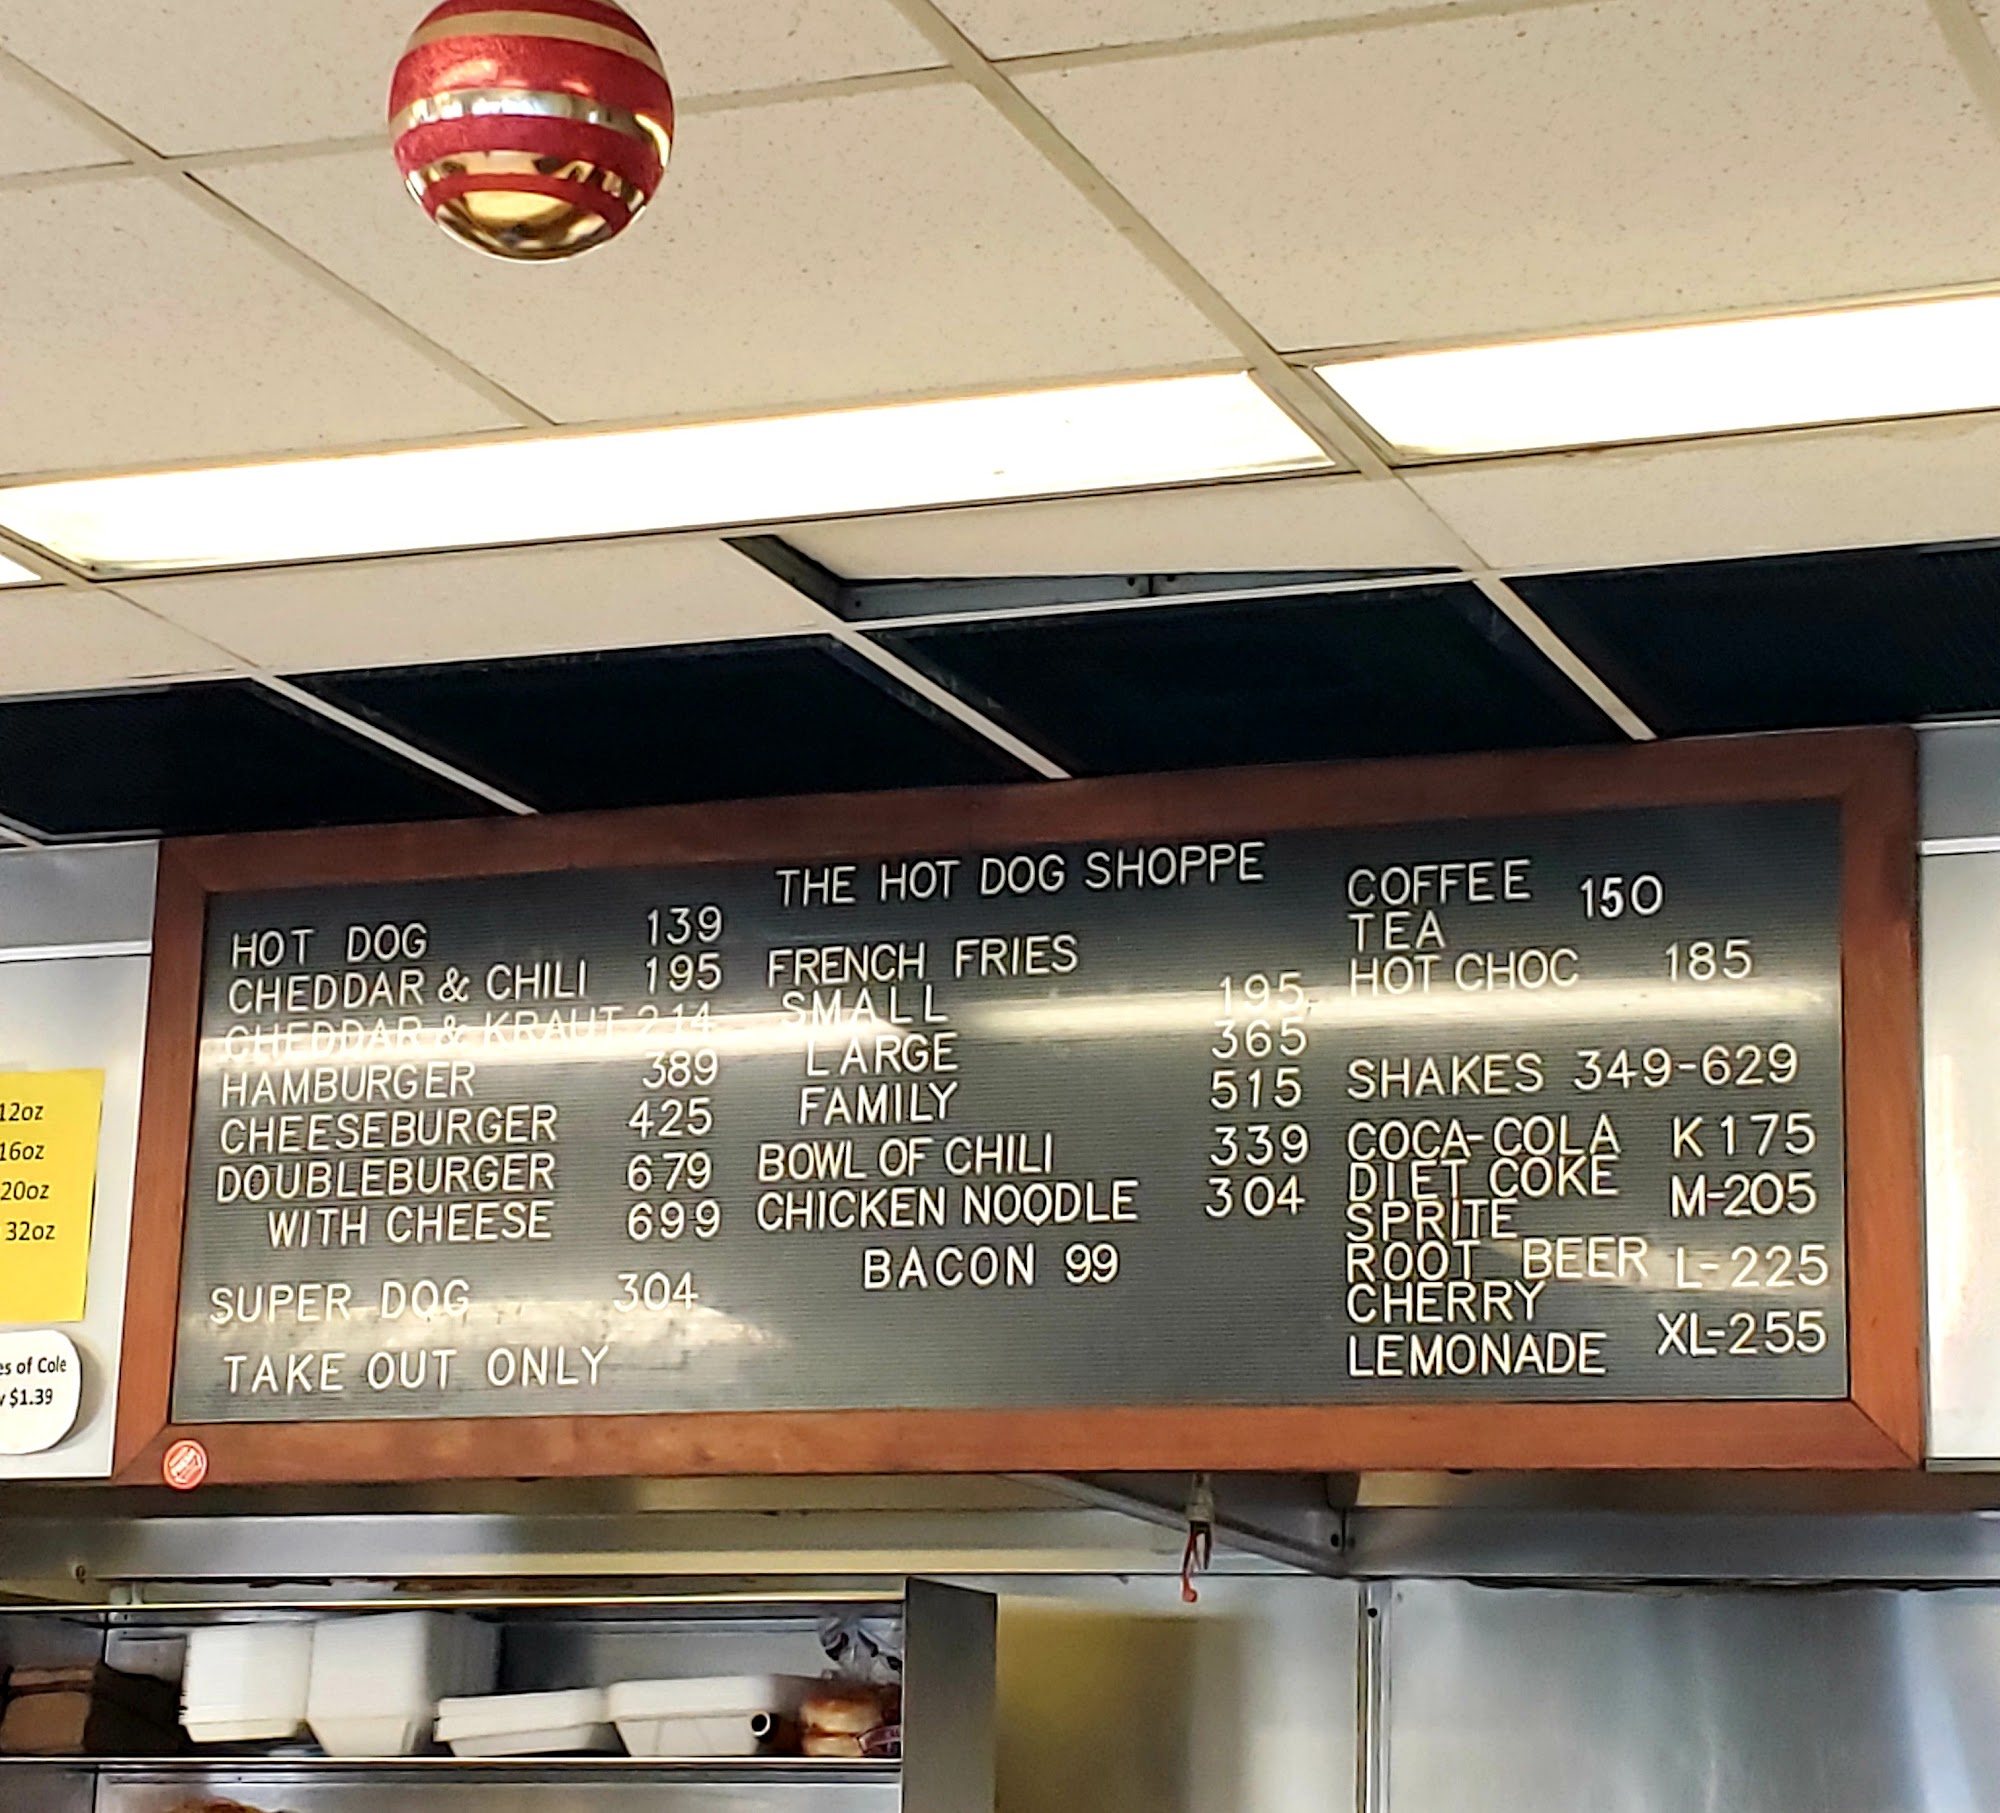 THE HOT DOG SHOPPE
HOT DOG 139
CHEDDAR & CHILI 195
CHEDDAR & KRAUT 214
HAMBURGER 389
CHEESEBURGER 425
DOUBLEBURGER 679
WITH CHEESE 699
SUPER DOG 304
TAKE OUT ONLY
FRENCH FRIES
SMALL 195
LARGE 365
FAMILY 515
BOWL OF CHILI 339
CHICKEN NOODLE 304
BACON 99
COFFEE 150
TEA
HOT CHOC 185
SHAKES 349-629
COCA-COLA K175
DIET COKE M-205
SPRITE
ROOT BEER L-225
CHERRY
LEMONADE XL-255
12oz
16oz
20oz
32oz
of Cole
$1.39